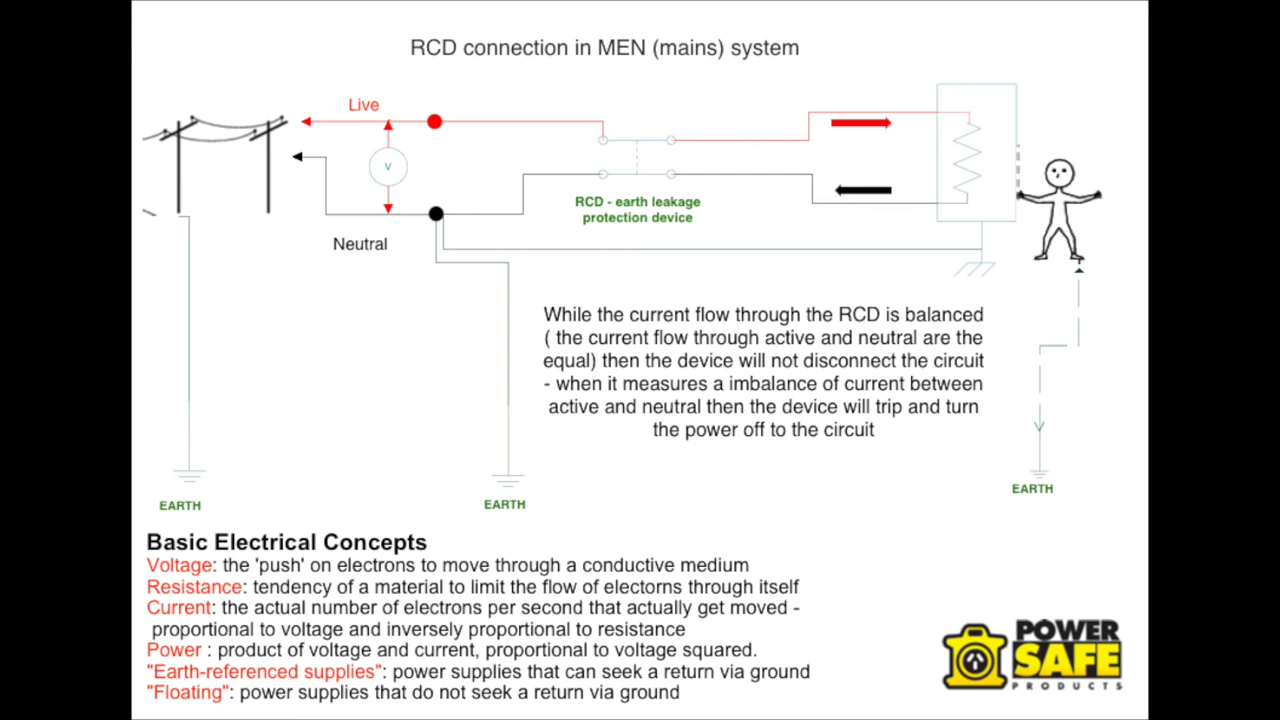 RCD connection in MEN (mains) system
Live
V
Neutral
RCD - earth leakage
protection device
While the current flow through the RCD is balanced
( the current flow through active and neutral are the
equal) then the device will not disconnect the circuit
- when it measures a imbalance of current between
active and neutral then the device will trip and turn
the power off to the circuit
EARTH
EARTH
EARTH
Basic Electrical Concepts
Voltage: the 'push' on electrons to move through a conductive medium
Resistance: tendency of a material to limit the flow of electorns through itself
Current: the actual number of electrons per second that actually get moved -
proportional to voltage and inversely proportional to resistance
Power : product of voltage and current, proportional to voltage squared.
"Earth-referenced supplies": power supplies that can seek a return via ground
"Floating": power supplies that do not seek a return via ground
POWER
SAFE
PRODUCTS